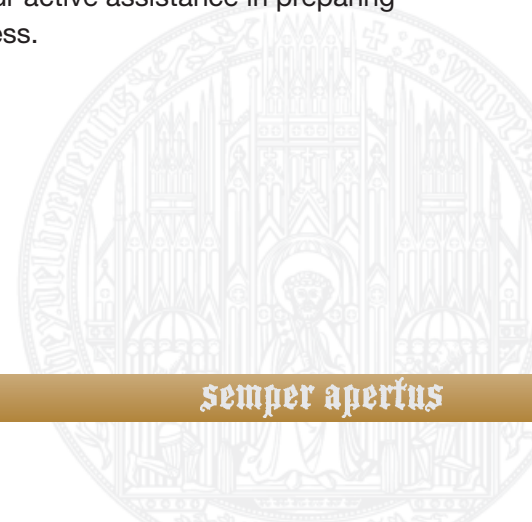 ur active assistance in preparing
ess.
semper apertus